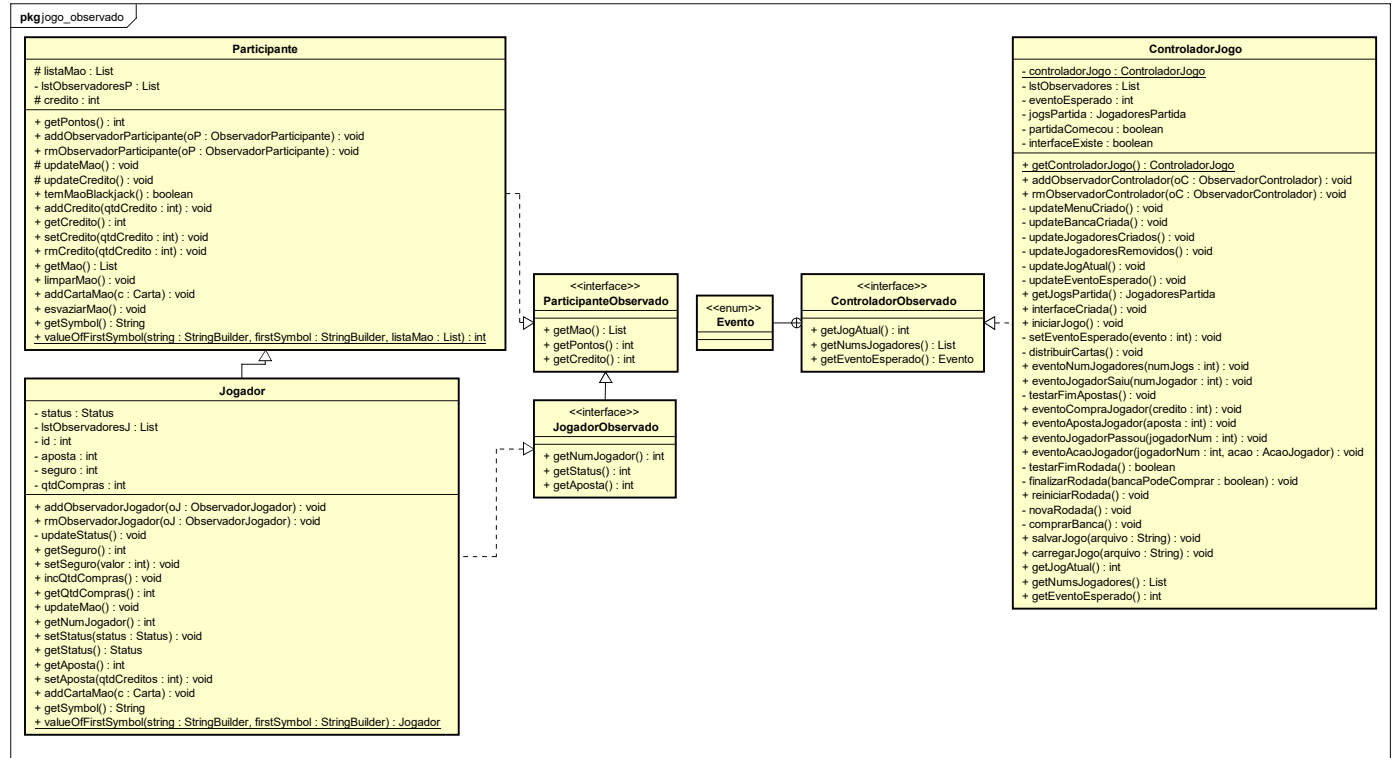 pkg jogo_observado
Participante
# listaMao : List
- lstObservadoresP : List
# credito : int
+ getPontos() : int
+ addObservadorParticipante(oP : ObservadorParticipante) : void
+ rmObservadorParticipante(oP : ObservadorParticipante) : void
# updateMao() : void
# updateCredito() : void
+ temMaoBlackjack() : boolean
+ addCredito(qtdCredito : int) : void
+ getCredito() : int
+ setCredito(qtdCredito : int) : void
+ rmCredito(qtdCredito : int) : void
+ getMao() : List
+ limparMao() : void
+ addCartaMao(c : Carta) : void
+ esvaziarMao() : void
+ getSymbol() : String
+ valueOfFirstSymbol(string : StringBuilder, firstSymbol : StringBuilder, listaMao : List) : int
Jogador
- status : Status
- lstObservadoresJ : List
- id : int
- aposta : int
- seguro : int
- qtdCompras : int
+ addObservadorJogador(oJ : ObservadorJogador) : void
+ rmObservadorJogador(oJ : ObservadorJogador) : void
- updateStatus() : void
+ getSeguro() : int
+ setSeguro(valor : int) : void
+ incQtdCompras() : void
+ getQtdCompras() : int
+ updateMao() : void
+ getNumJogador() : int
+ setStatus(status : Status) : void
+ getStatus() : Status
+ getAposta() : int
+ setAposta(qtdCreditos : int) : void
+ addCartaMao(c : Carta) : void
+ getSymbol() : String
+ valueOfFirstSymbol(string : StringBuilder, firstSymbol : StringBuilder) : Jogador
<<interface>>
ParticipanteObservado
+ getMao() : List
+ getPontos() : int
+ getCredito() : int
<<interface>>
JogadorObservado
+ getNumJogador() : int
+ getStatus() : int
+ getAposta() : int
<<enum>>
Evento
<<interface>>
ControladorObservado
+ getJogAtual() : int
+ getNumsJogadores() : List
+ getEventoEsperado() : Evento
ControladorJogo
- controladorJogo : ControladorJogo
- lstObservadores : List
- eventoEsperado : int
- jogsPartida : JogadoresPartida
- partidaComecou : boolean
- interfaceExiste : boolean
+ getControladorJogo() : ControladorJogo
+ addObservadorControlador(oC : ObservadorControlador) : void
+ rmObservadorControlador(oC : ObservadorControlador) : void
- updateMenuCriado() : void
- updateBancaCriada() : void
- updateJogadoresCriados() : void
- updateJogadoresRemovidos() : void
- updateJogAtual() : void
- updateEventoEsperado() : void
+ getJogsPartida() : JogadoresPartida
+ interfaceCriada() : void
+ iniciarJogo() : void
- setEventoEsperado(evento : int) : void
- distribuirCartas() : void
+ eventoNumJogadores(numJogs : int) : void
+ eventoJogadorSaiu(numJogador : int) : void
- testarFimApostas() : void
+ eventoCompraJogador(credito : int) : void
+ eventoApostaJogador(aposta : int) : void
+ eventoJogadorPassou(jogadorNum : int) : void
+ eventoAcaoJogador(jogadorNum : int, acao : AcaoJogador) : void
- testarFimRodada() : boolean
- finalizarRodada(bancaPodeComprar : boolean) : void
+ reiniciarRodada() : void
- novaRodada() : void
- comprarBanca() : void
+ salvarJogo(arquivo : String) : void
+ carregarJogo(arquivo : String) : void
+ getJogAtual() : int
+ getNumsJogadores() : List
+ getEventoEsperado() : int